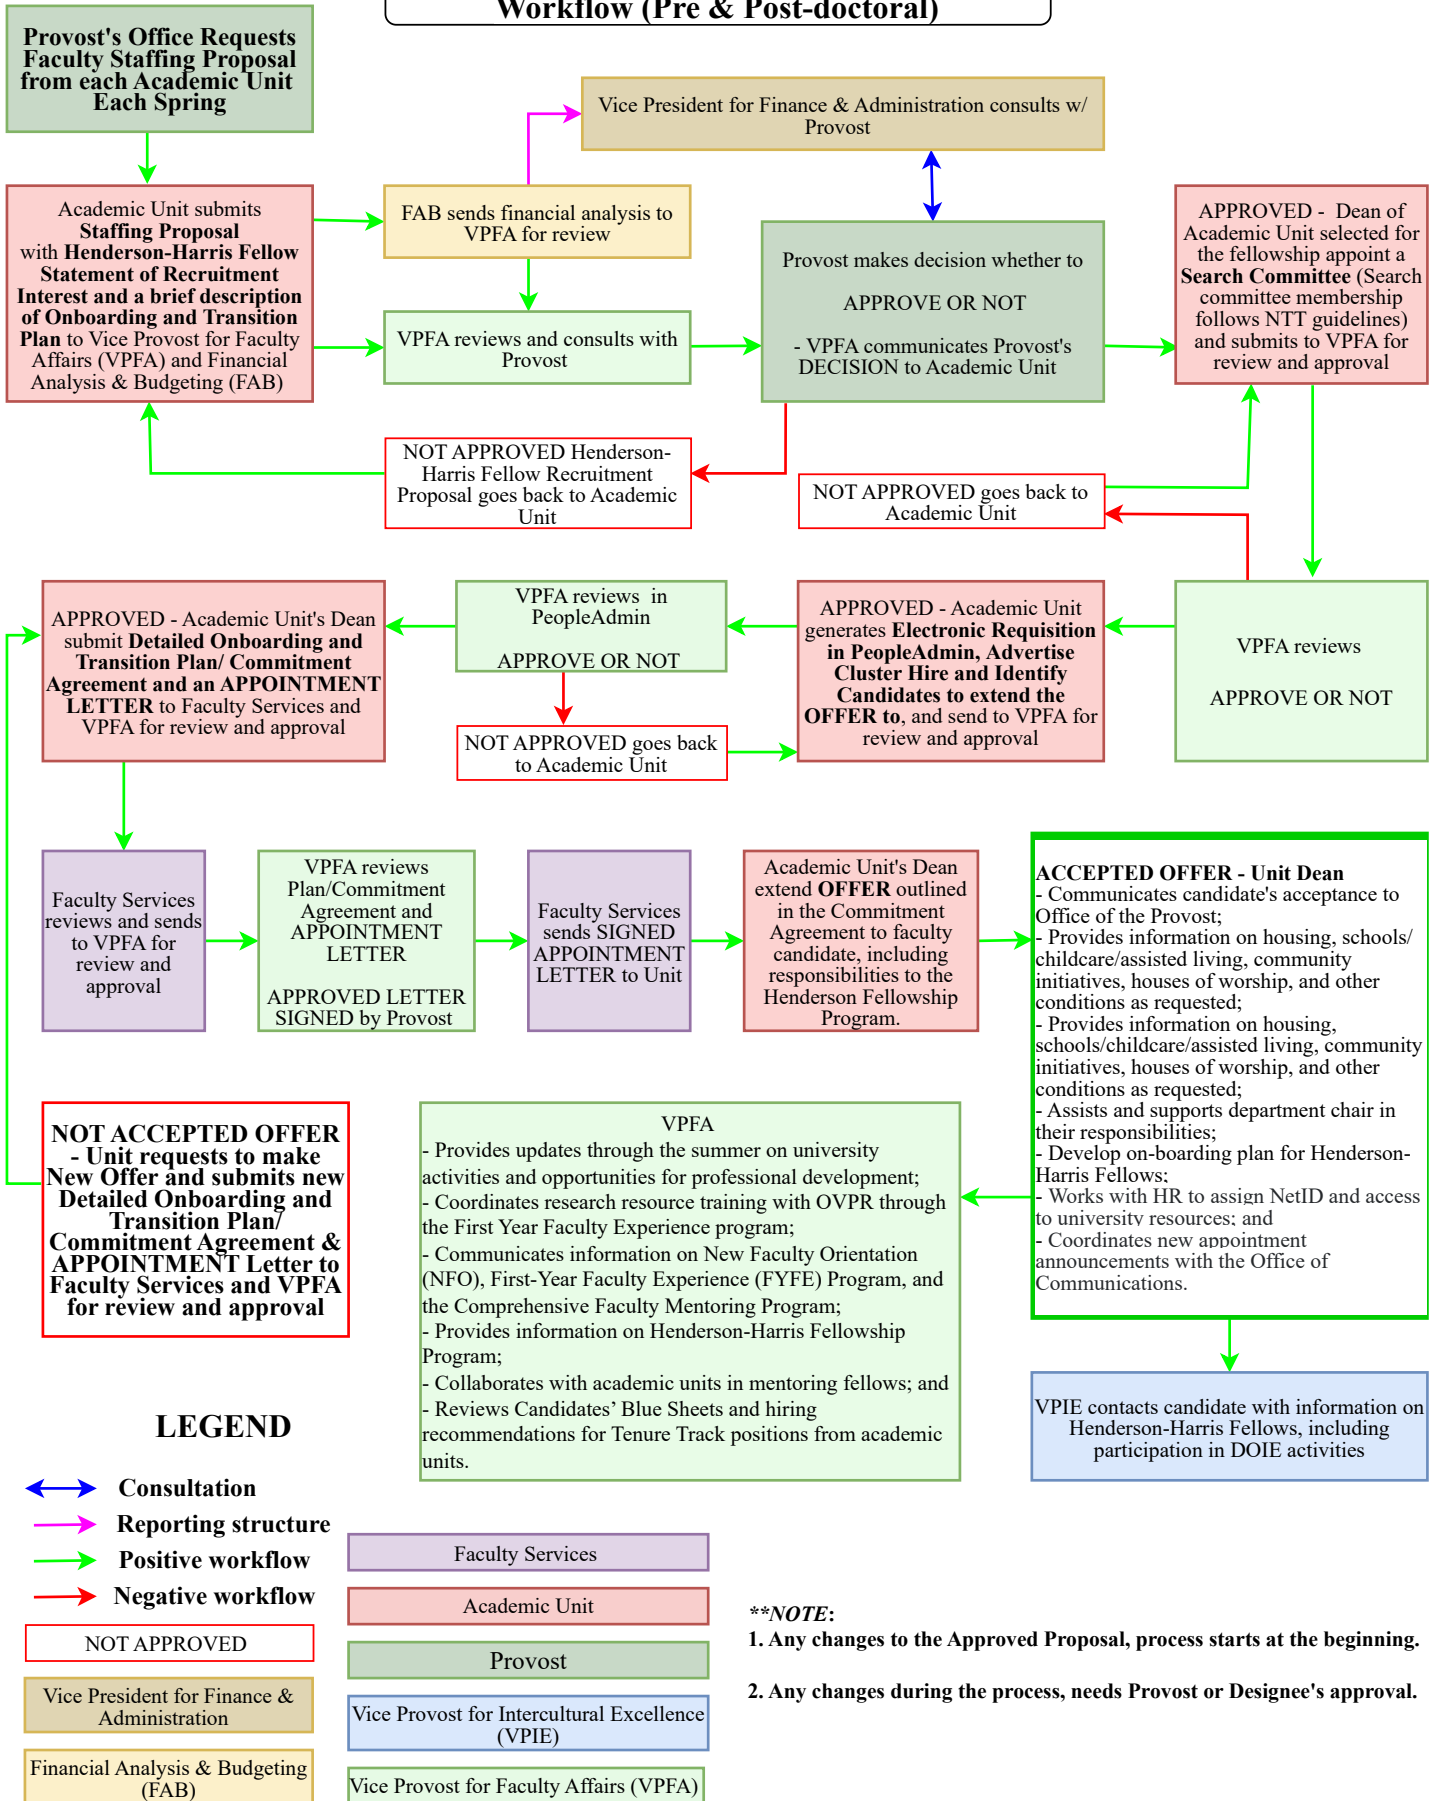 Workflow (Pre & Post-doctoral)
Provost's Office Requests
Faculty Staffing Proposal
from each Academic Unit
Each Spring
Vice President for Finance & Administration consults w/
Provost
Academic Unit submits
Staffing Proposal
with Henderson-Harris Fellow
Statement of Recruitment
Interest and a brief description
of Onboarding and Transition
Plan to Vice Provost for Faculty
Affairs (VPFA) and Financial
Analysis & Budgeting (FAB)
FAB sends financial analysis to
VPFA for review
VPFA reviews and consults with
Provost
Provost makes decision whether to
APPROVE OR NOT
- VPFA communicates Provost's
DECISION to Academic Unit
APPROVED - Dean of
Academic Unit selected for
the fellowship appoint a
Search Committee (Search
committee membership
follows NTT guidelines)
and submits to VPFA for
review and approval
NOT APPROVED Henderson-
Harris Fellow Recruitment
Proposal goes back to Academic
Unit
NOT APPROVED goes back to
Academic Unit
APPROVED - Academic Unit's Dean
submit Detailed Onboarding and
Transition Plan/ Commitment
Agreement and an APPOINTMENT
LETTER to Faculty Services and
VPFA for review and approval
VPFA reviews in
PeopleAdmin
APPROVE OR NOT
NOT APPROVED goes back
to Academic Unit
APPROVED - Academic Unit
generates Electronic Requisition
in PeopleAdmin, Advertise
Cluster Hire and Identify
Candidates to extend the
OFFER to, and send to VPFA for
review and approval
VPFA reviews
APPROVE OR NOT
Faculty Services
reviews and sends
to VPFA for
review and
approval
VPFA reviews
Plan/Commitment
Agreement and
APPOINTMENT
LETTER
APPROVED LETTER
SIGNED by Provost
Faculty Services
sends SIGNED
APPOINTMENT
LETTER to Unit
Academic Unit's Dean
extend OFFER outlined
in the Commitment
Agreement to faculty
candidate, including
responsibilities to the
Henderson Fellowship
Program.
ACCEPTED OFFER - Unit Dean
- Communicates candidate's acceptance to
Office of the Provost;
- Provides information on housing, schools/
childcare/assisted living, community
initiatives, houses of worship, and other
conditions as requested;
- Provides information on housing,
schools/childcare/assisted living, community
initiatives, houses of worship, and other
conditions as requested;
- Assists and supports department chair in
their responsibilities;
- Develop on-boarding plan for Henderson-
Harris Fellows;
- Works with HR to assign NetID and access
to university resources; and
- Coordinates new appointment
announcements with the Office of
Communications.
NOT ACCEPTED OFFER
- Unit requests to make
New Offer and submits new
Detailed Onboarding and
Transition Plan/
Commitment Agreement &
APPOINTMENT Letter to
Faculty Services and VPFA
for review and approval
VPFA
- Provides updates through the summer on university
activities and opportunities for professional development;
- Coordinates research resource training with OVPR through
the First Year Faculty Experience program;
- Communicates information on New Faculty Orientation
(NFO), First-Year Faculty Experience (FYFE) Program, and
the Comprehensive Faculty Mentoring Program;
- Provides information on Henderson-Harris Fellowship
Program;
- Collaborates with academic units in mentoring fellows; and
- Reviews Candidates’ Blue Sheets and hiring
recommendations for Tenure Track positions from academic
units.
VPIE contacts candidate with information on
Henderson-Harris Fellows, including
participation in DOIE activities
LEGEND
Consultation
Reporting structure
Positive workflow
Negative workflow
NOT APPROVED
Vice President for Finance &
Administration
Financial Analysis & Budgeting
(FAB)
Faculty Services
Academic Unit
Provost
Vice Provost for Intercultural Excellence
(VPIE)
Vice Provost for Faculty Affairs (VPFA)
**NOTE:
1. Any changes to the Approved Proposal, process starts at the beginning.
2. Any changes during the process, needs Provost or Designee's approval.